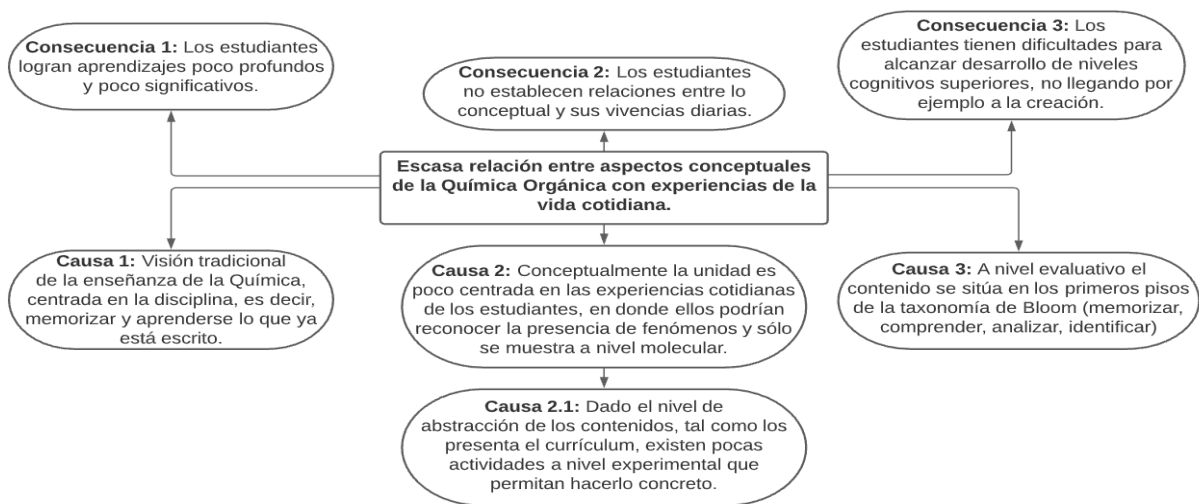 Consecuencia 1: Los estudiantes
logran aprendizajes poco profundos
y poco significativos.
Consecuencia 2: Los estudiantes
no establecen relaciones entre lo
conceptual y sus vivencias diarias.
Consecuencia 3: Los
estudiantes tienen dificultades para
alcanzar desarrollo de niveles
cognitivos superiores, no llegando por
ejemplo a la creación.
Escasa relación entre aspectos conceptuales
de la Química Orgánica con experiencias de la
vida cotidiana.
Causa 1: Visión tradicional
de la enseñanza de la Química,
centrada en la disciplina, es decir,
memorizar y aprenderse lo que ya
está escrito.
Causa 2: Conceptualmente la unidad es
poco centrada en las experiencias cotidianas
de los estudiantes, en donde ellos podrían
reconocer la presencia de fenómenos y sólo
se muestra a nivel molecular.
Causa 3: A nivel evaluativo el
contenido se sitúa en los primeros pisos
de la taxonomía de Bloom (memorizar,
comprender, analizar, identificar)
Causa 2.1: Dado el nivel de
abstracción de los contenidos, tal como los
presenta el currículum, existen pocas
actividades a nivel experimental que
permitan hacerlo concreto.